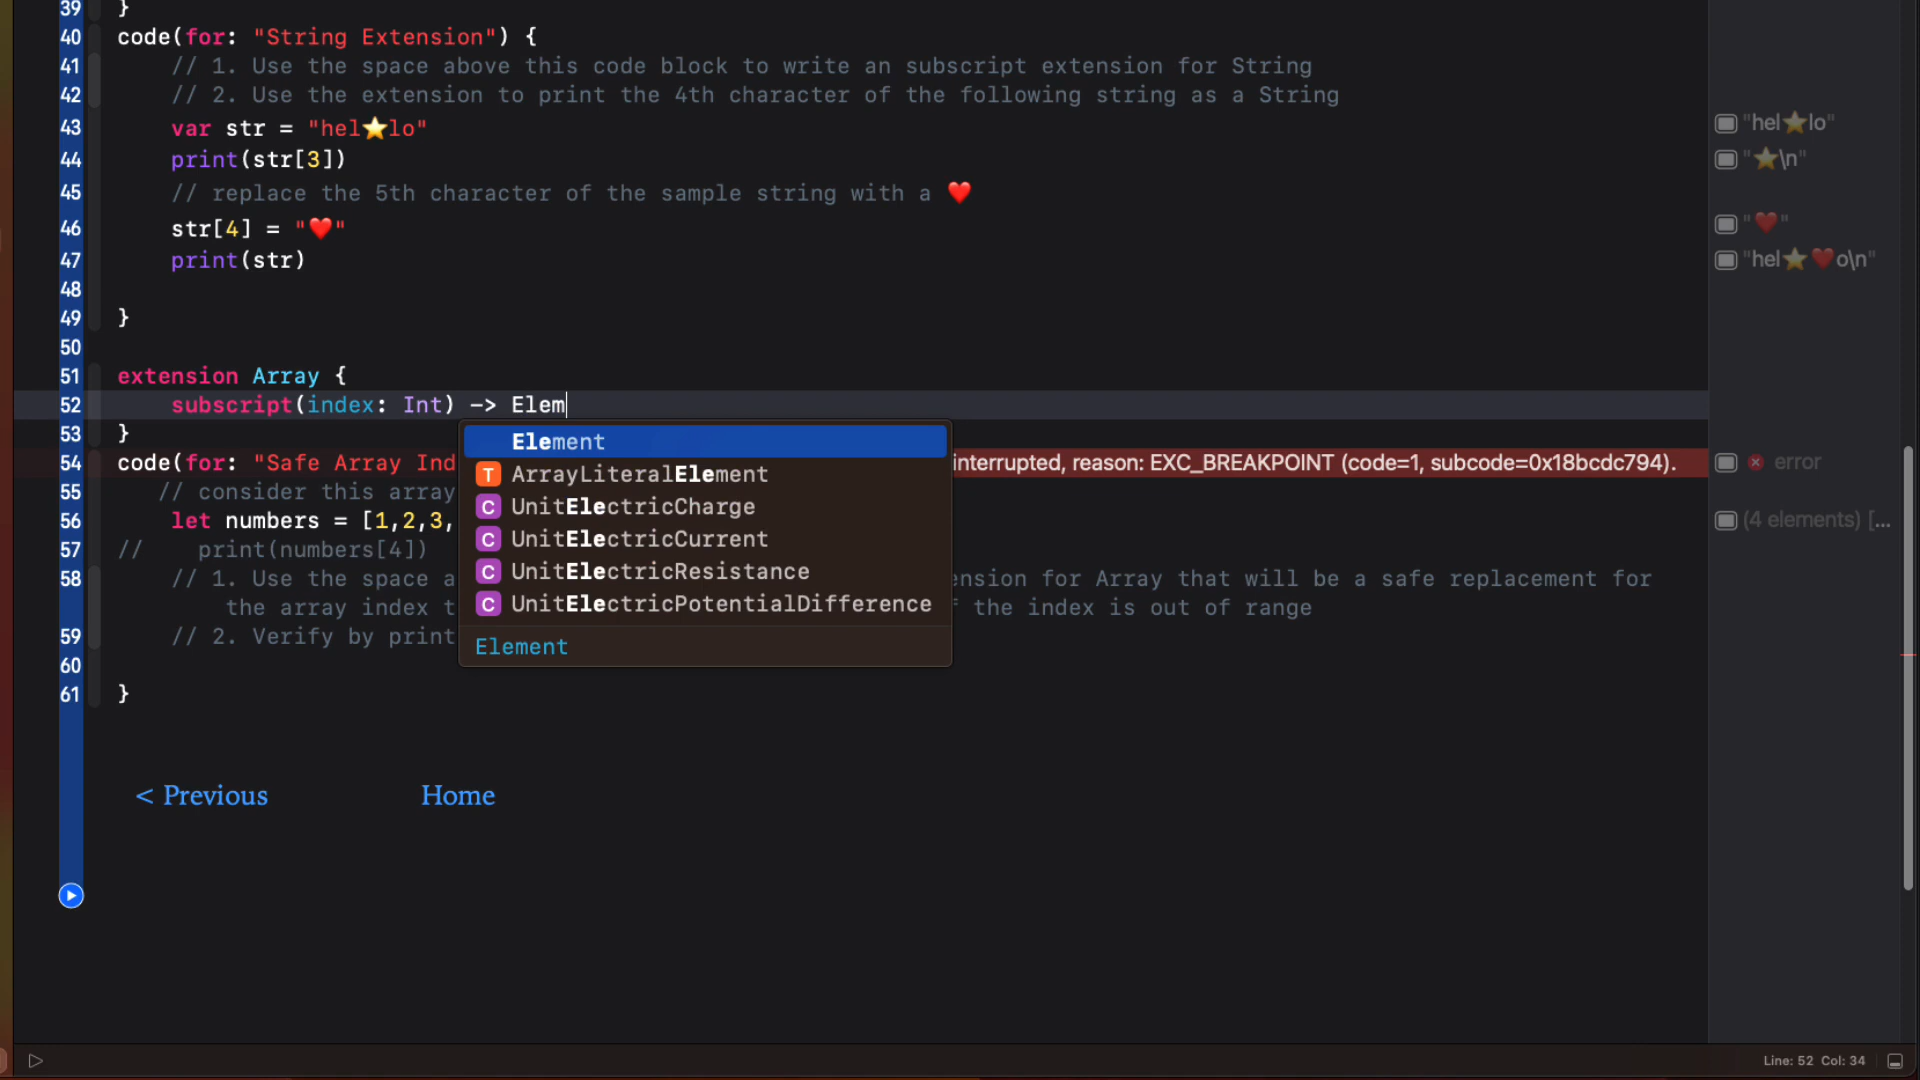 39 }
40 code(for: "String Extension") {
41 // 1. Use the space above this code block to write an subscript extension for String
42 // 2. Use the extension to print the 4th character of the following string as a String
43 var str = "hel⭐lo" "hel⭐lo"
44 print(str[3]) "⭐\n"
45 // replace the 5th character of the sample string with a ❤️
46 str[4] = "❤️" "❤️"
47 print(str) "hel⭐❤️o\n"
48
49 }
50
51 extension Array {
52 subscript(index: Int) -> Elem
Element
ArrayLiteralElement
UnitElectricCharge
UnitElectricCurrent
UnitElectricResistance
UnitElectricPotentialDifference
Element
53 }
54 code(for: "Safe Array Ind interrupted, reason: EXC_BREAKPOINT (code=1, subcode=0x18bcdc794). error
55 // consider this array
56 let numbers = [1,2,3, (4 elements) [...
57 // print(numbers[4])
58 // 1. Use the space a ension for Array that will be a safe replacement for
the array index t f the index is out of range
59 // 2. Verify by print
60
61 }
< Previous Home
Line: 52 Col: 34